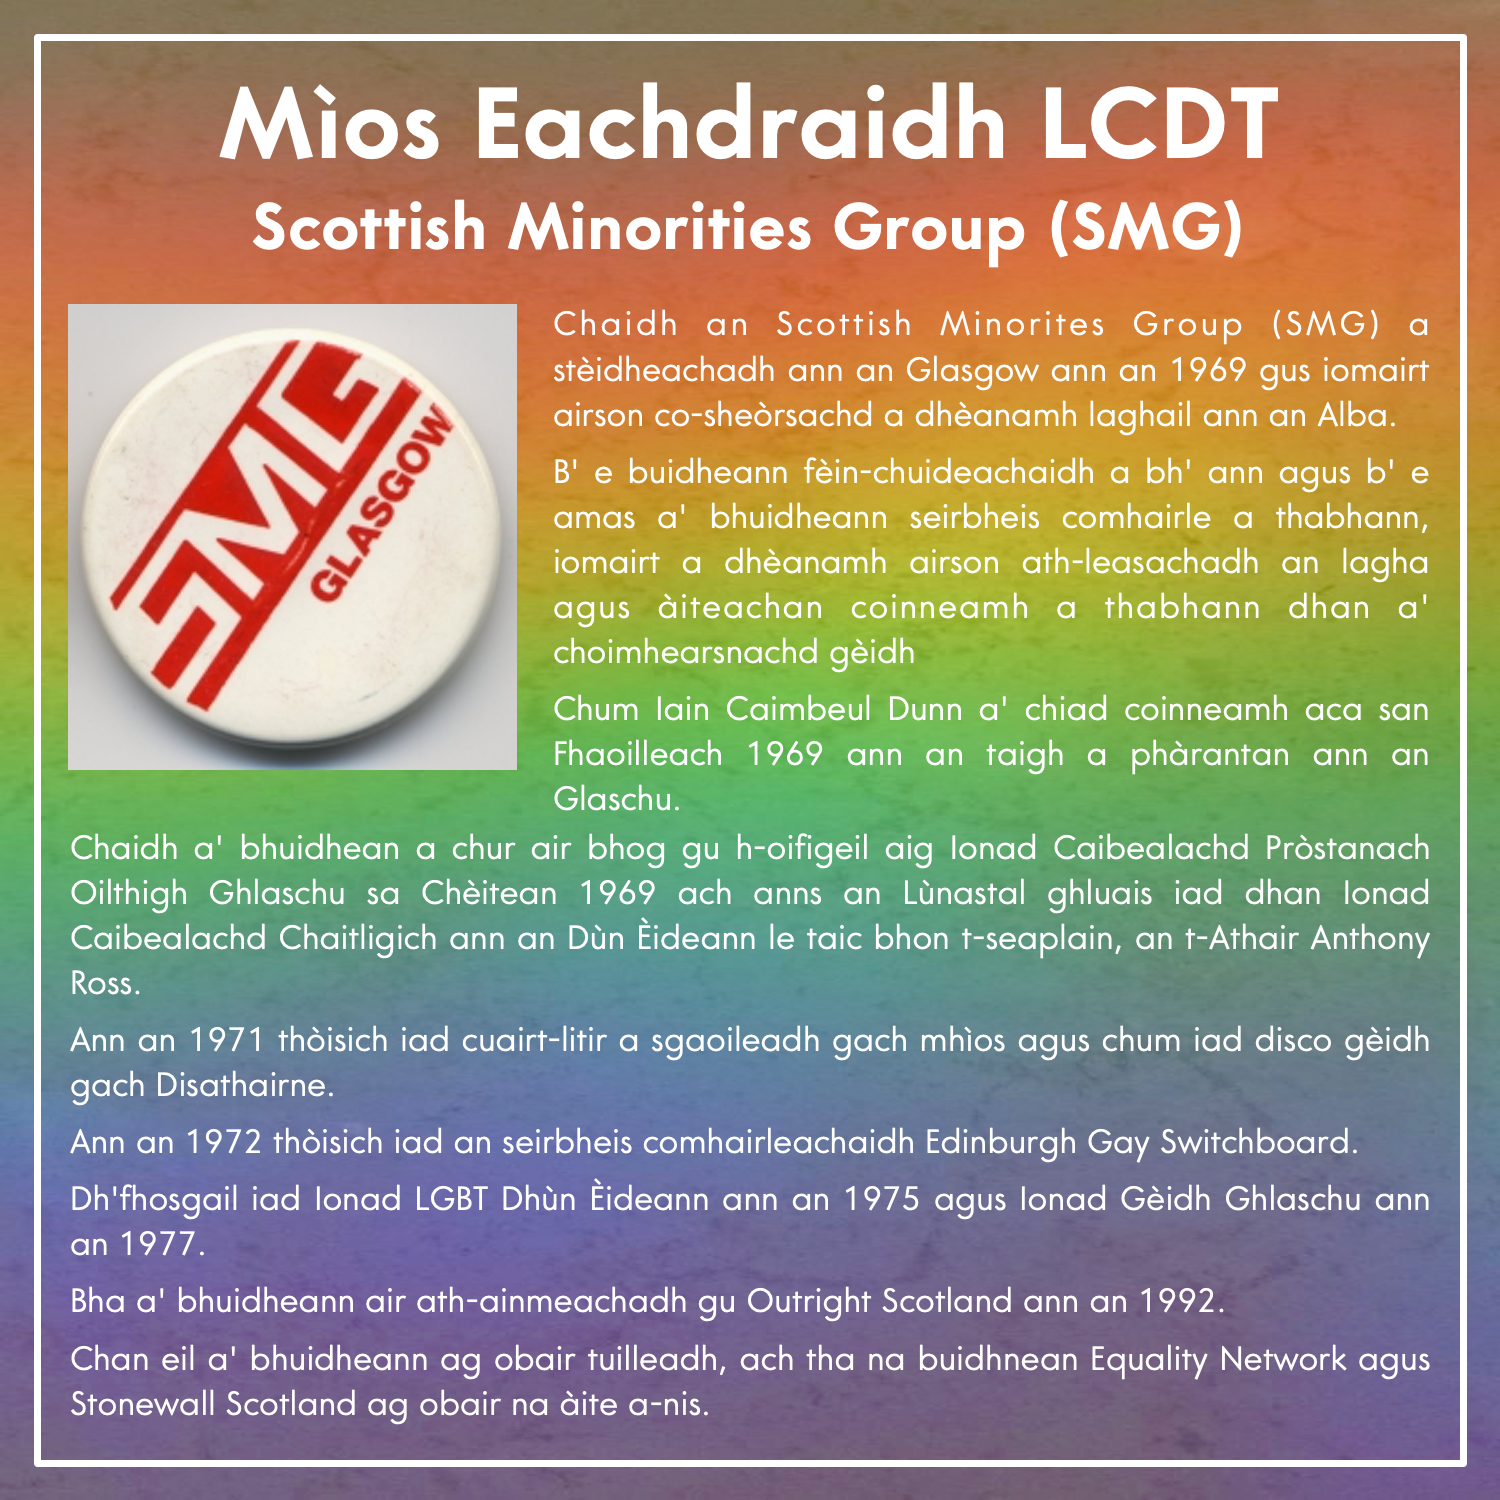 Mìos Eachdraidh LCDT
Scottish Minorities Group (SMG)
SMG
GLASGOW
Chaidh an Scottish Minorites Group (SMG) a
stèidheachadh ann an Glasgow ann an 1969 gus iomairt
airson co-sheòrsachd a dhèanamh laghail ann an Alba.
B' e buidheann fèin-chuideachaidh a bh' ann agus b' e
amas a' bhuidheann seirbheis comhairle a thabhann,
iomairt a dhèanamh airson ath-leasachadh an lagha
agus àiteachan coinneamh a thabhann dhan a'
choimhearsnachd gèidh
Chum Iain Caimbeul Dunn a' chiad coinneamh aca san
Fhaoilleach 1969 ann an taigh a phàrantan ann an
Glaschu.
Chaidh a' bhuidhean a chur air bhog gu h-oifigeil aig Ionad Caibealachd Pròstanach
Oilthigh Ghlaschu sa Chèitean 1969 ach anns an Lùnastal ghluais iad dhan Ionad
Caibealachd Chaitligich ann an Dùn Èideann le taic bhon t-seaplain, an t-Athair Anthony
Ross.
Ann an 1971 thòisich iad cuairt-litir a sgaoileadh gach mhìos agus chum iad disco gèidh
gach Disathairne.
Ann an 1972 thòisich iad an seirbheis comhairleachaidh Edinburgh Gay Switchboard.
Dh'fhosgail iad Ionad LGBT Dhùn Èideann ann an 1975 agus Ionad Gèidh Ghlaschu ann
an 1977.
Bha a' bhuidheann air ath-ainmeachadh gu Outright Scotland ann an 1992.
Chan eil a' bhuidheann ag obair tuilleadh, ach tha na buidhnean Equality Network agus
Stonewall Scotland ag obair na àite a-nis.